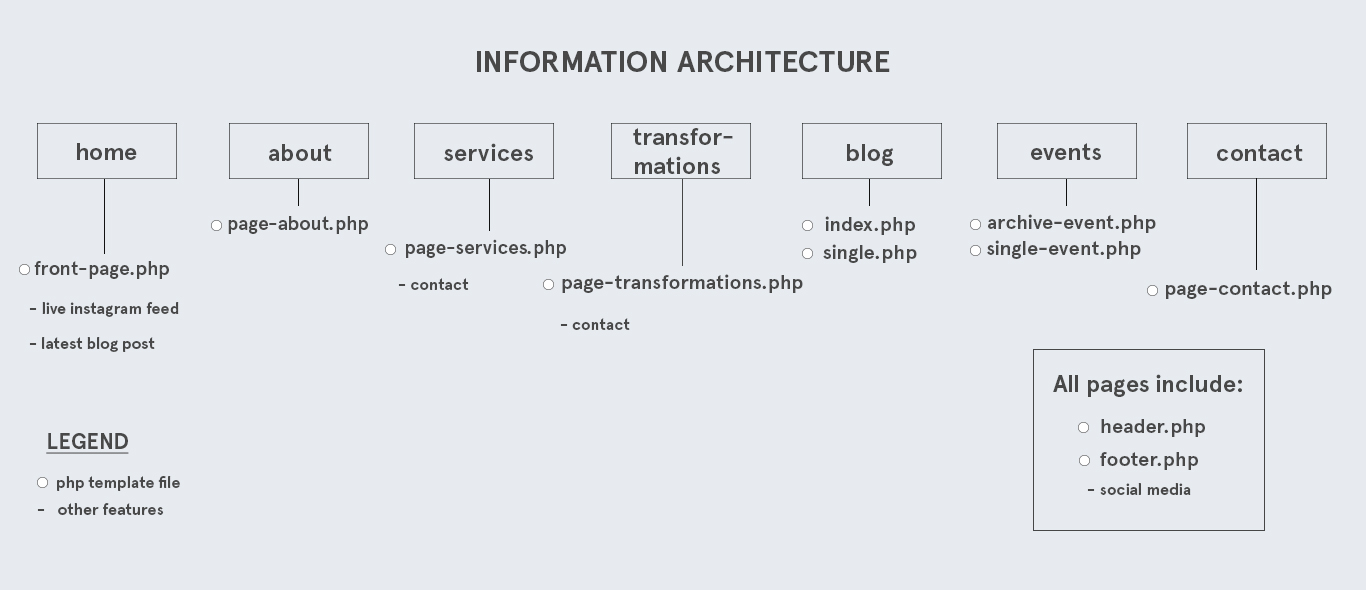 INFORMATION ARCHITECTURE
home
about
services
transfor-
mations
blog
events
contact
front-page.php
- live instagram feed
- latest blog post
page-about.php
page-services.php
- contact
page-transformations.php
- contact
index.php
single.php
archive-event.php
single-event.php
page-contact.php
All pages include:
header.php
footer.php
- social media
LEGEND
php template file
- other features